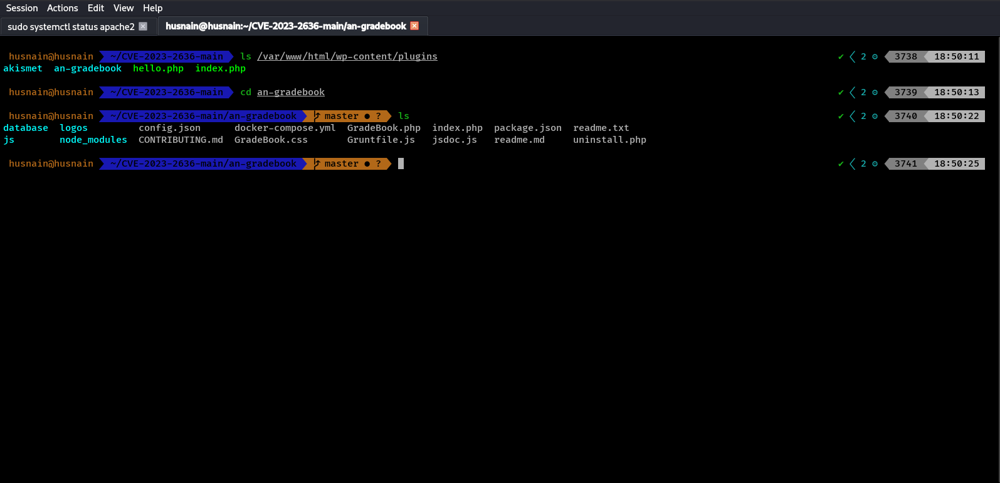 Session Actions Edit View Help
sudo systemctl status apache2 husnain@husnain:~/CVE-2023-2636-main/an-gradebook
husnain@husnain ~/CVE-2023-2636-main ls /var/www/html/wp-content/plugins ✔ 2 ⚙ 3738 18:50:11
akismet an-gradebook hello.php index.php
husnain@husnain ~/CVE-2023-2636-main cd an-gradebook ✔ 2 ⚙ 3739 18:50:13
husnain@husnain ~/CVE-2023-2636-main/an-gradebook master ● ? ls ✔ 2 ⚙ 3740 18:50:22
database logos config.json docker-compose.yml GradeBook.php index.php package.json readme.txt
js node_modules CONTRIBUTING.md GradeBook.css Gruntfile.js jsdoc.js readme.md uninstall.php
husnain@husnain ~/CVE-2023-2636-main/an-gradebook master ● ? ✔ 2 ⚙ 3741 18:50:25